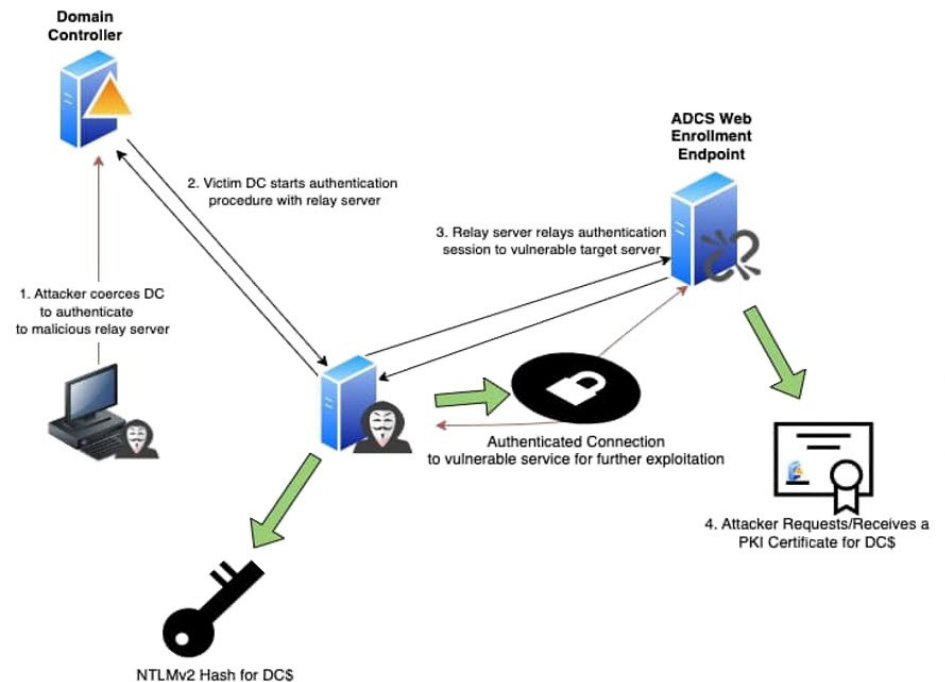 Domain
Controller
ADCS Web
Enrollment
Endpoint
2. Victim DC starts authentication
procedure with relay server
3. Relay server relays authentication
session to vulnerable target server
1. Attacker coerces DC
to authenticate
to malicious relay server
Authenticated Connection
to vulnerable service for further exploitation
4. Attacker Requests/Receives a
PKI Certificate for DC$
NTLMv2 Hash for DC$